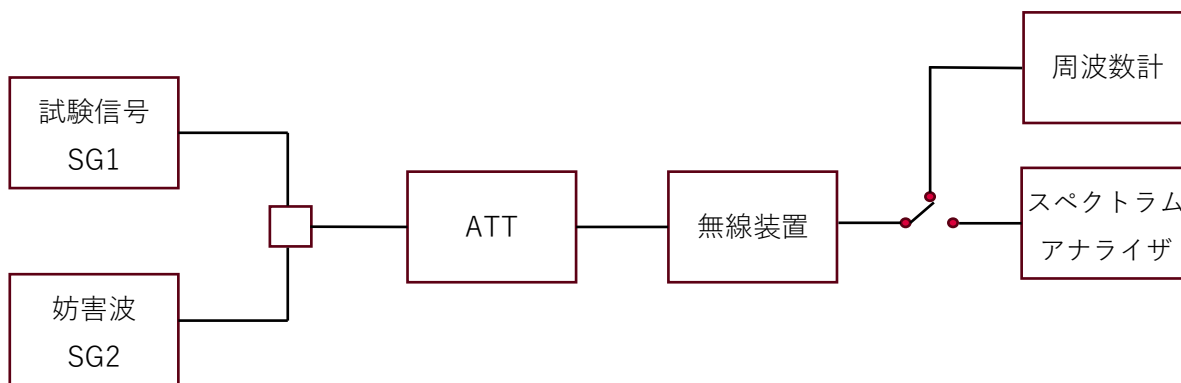 試験信号
SG1
妨害波
SG2
ATT
無線装置
周波数計
スペクトラム
アナライザ